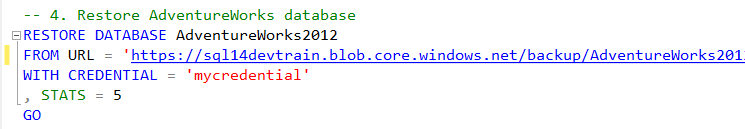 -- 4. Restore AdventureWorks database
RESTORE DATABASE AdventureWorks2012
FROM URL = 'https://sql14devtrain.blob.core.windows.net/backup/AdventureWorks201
WITH CREDENTIAL = 'mycredential'
, STATS = 5
GO